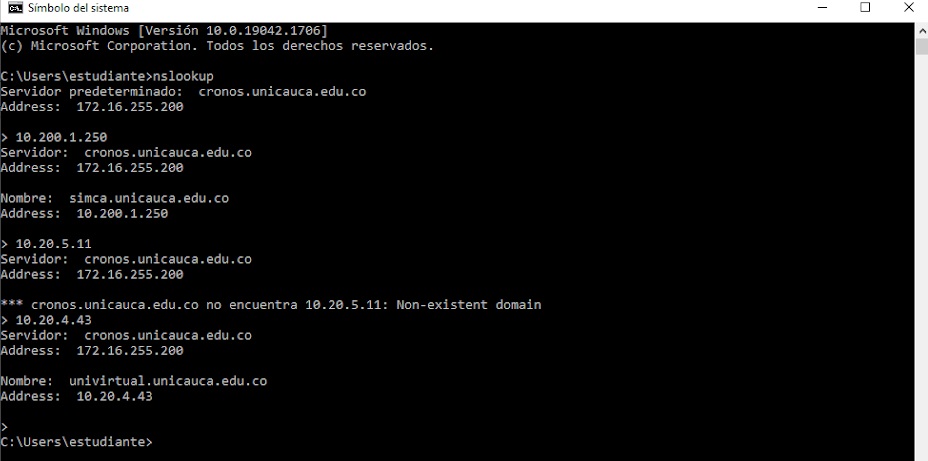 Símbolo del sistema
Microsoft Windows [Versión 10.0.19042.1706]
(c) Microsoft Corporation. Todos los derechos reservados.
C:\Users\estudiante>nslookup
Servidor predeterminado:  cronos.unicauca.edu.co
Address:  172.16.255.200
> 10.200.1.250
Servidor:  cronos.unicauca.edu.co
Address:  172.16.255.200
Nombre:  simca.unicauca.edu.co
Address:  10.200.1.250
> 10.20.5.11
Servidor:  cronos.unicauca.edu.co
Address:  172.16.255.200
*** cronos.unicauca.edu.co no encuentra 10.20.5.11: Non-existent domain
> 10.20.4.43
Servidor:  cronos.unicauca.edu.co
Address:  172.16.255.200
Nombre:  univirtual.unicauca.edu.co
Address:  10.20.4.43
>
C:\Users\estudiante>